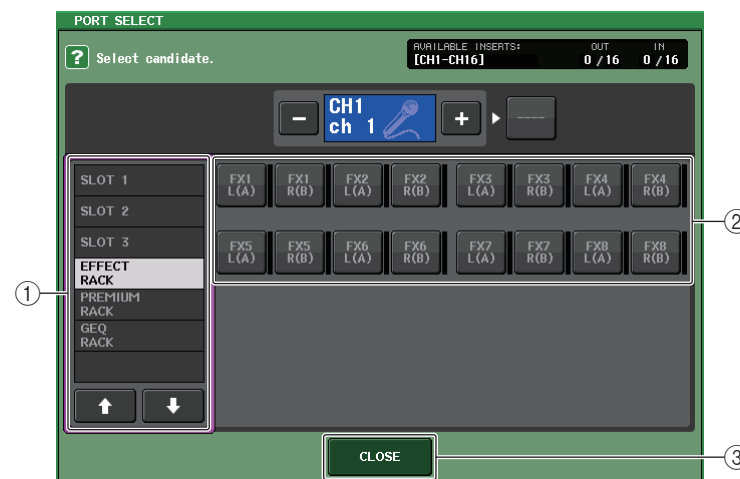 PORT SELECT
? Select candidate.
AVAILABLE INSERTS: OUT IN
[CH1-CH16] 0 /16 0 /16
− CH1 + ----
ch 1
SLOT 1
SLOT 2
SLOT 3
EFFECT
RACK
PREMIUM
RACK
GEQ
RACK
FX1 FX1 FX2 FX2 FX3 FX3 FX4 FX4
L(A) R(B) L(A) R(B) L(A) R(B) L(A) R(B)
FX5 FX5 FX6 FX6 FX7 FX7 FX8 FX8
L(A) R(B) L(A) R(B) L(A) R(B) L(A) R(B)
CLOSE
1
2
3